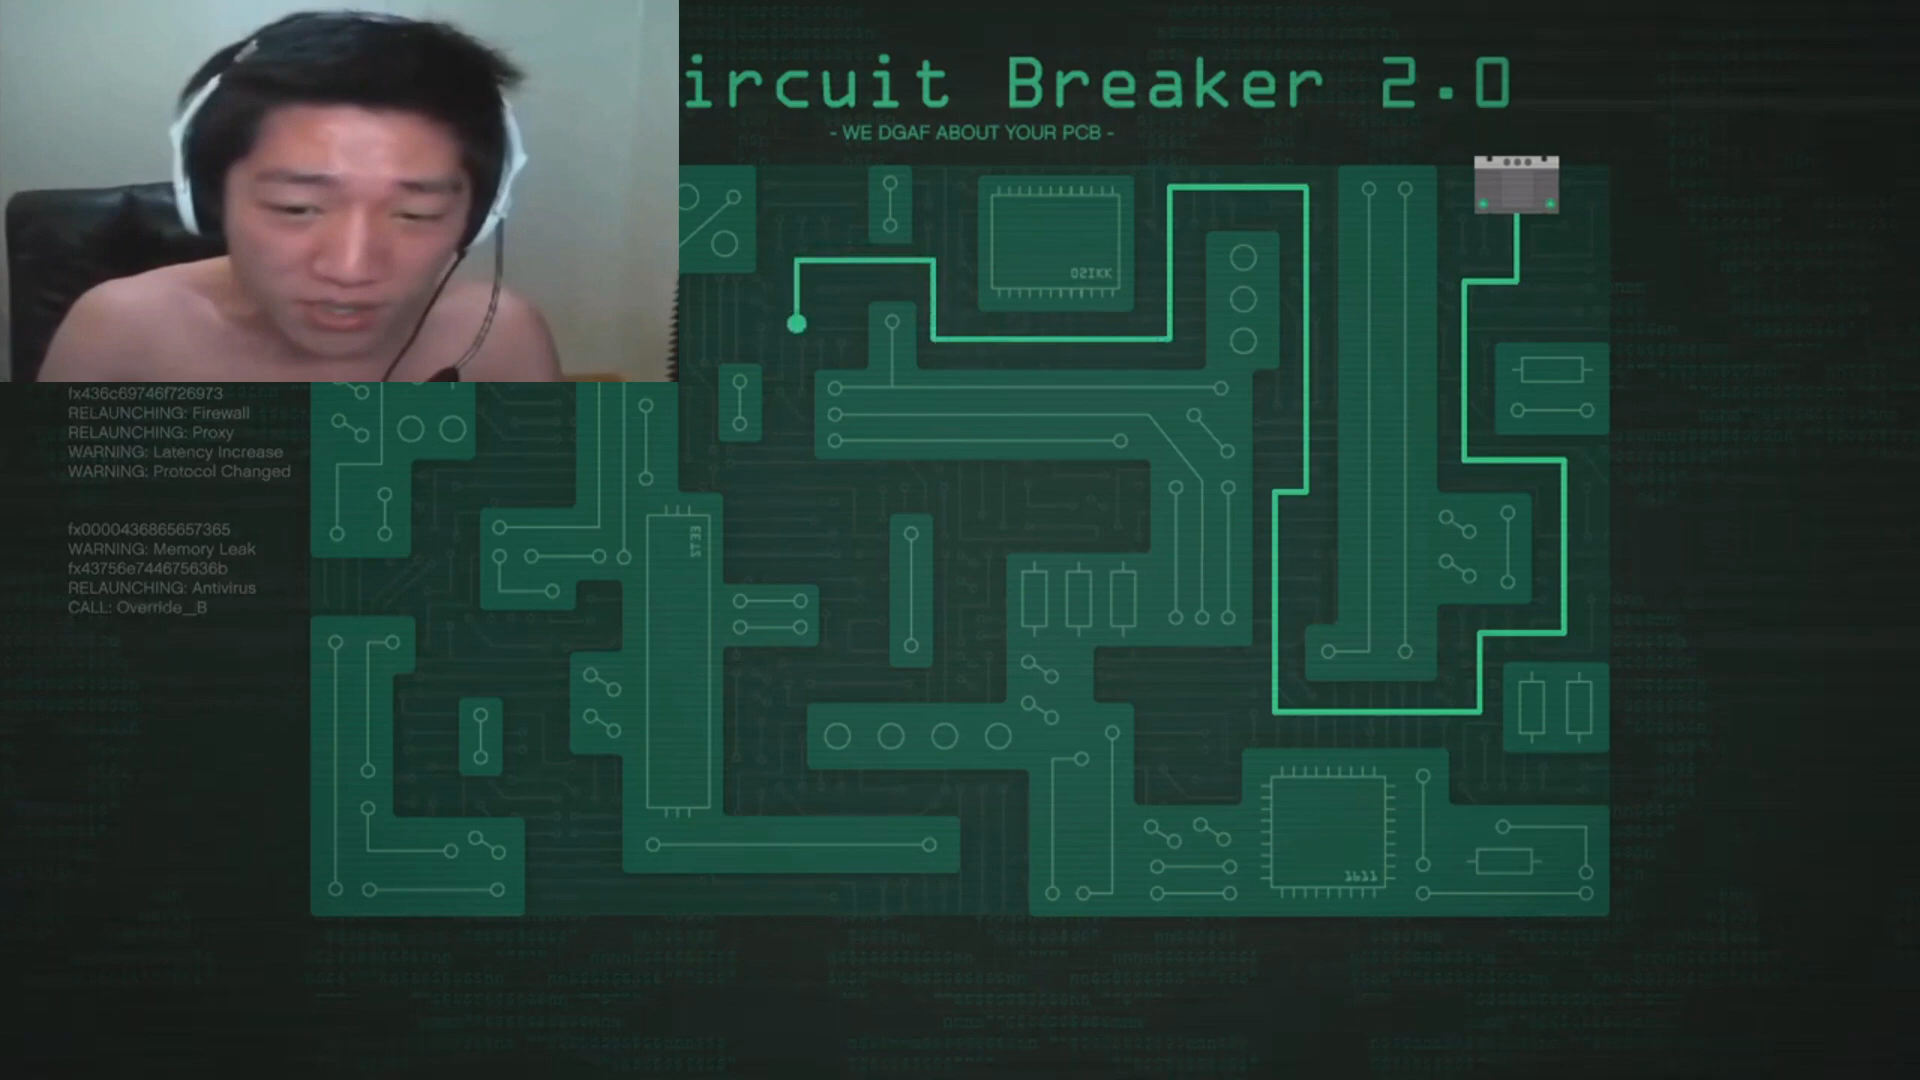 ircuit Breaker 2.0
- WE DGAF ABOUT YOUR PCB -
fx436c69746f726973
RELAUNCHING: Firewall
RELAUNCHING: Proxy
WARNING: Latency Increase
WARNING: Protocol Changed
fx0000436865657365
WARNING: Memory Leak
fx43756e744675636b
RELAUNCHING: Antivirus
CALL: Override__B